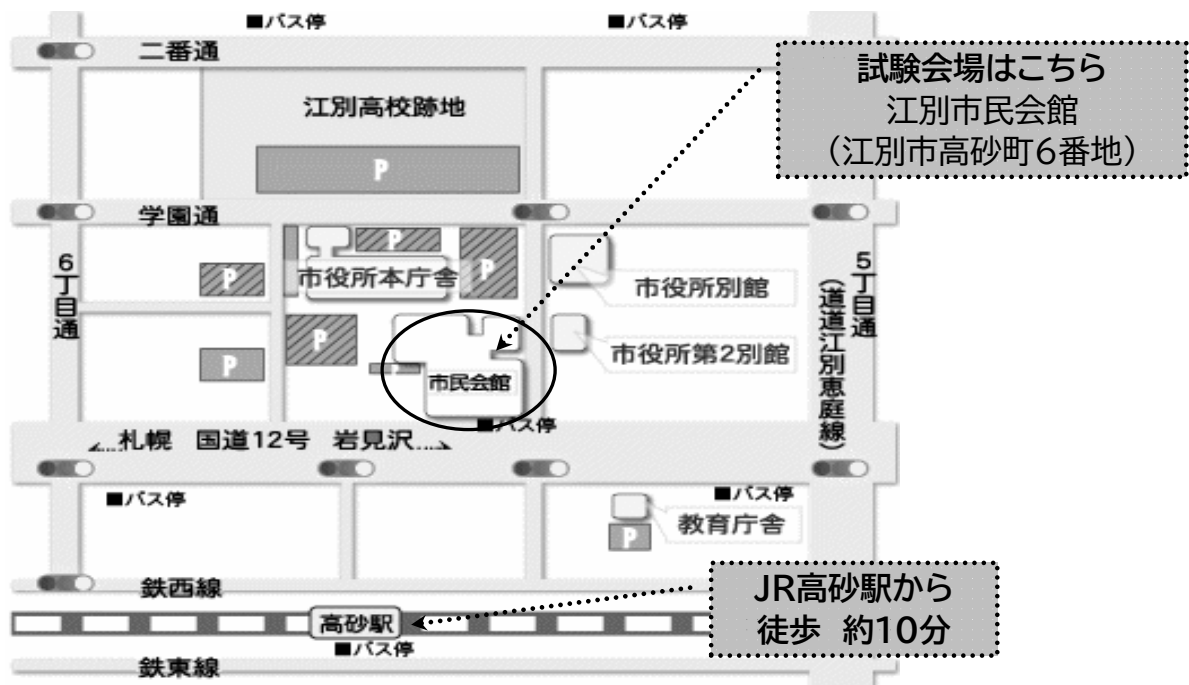 ■バス停
■バス停
二番通
試験会場はこちら
江別市民会館
（江別市高砂町6番地）
江別高校跡地
P
学園通
6丁目通
P
P
P
市役所本庁舎
市役所別館
5丁目通
（道道江別恵庭線）
P
市役所第2別館
P
市民会館
■バス停
札幌 国道12号 岩見沢
■バス停
■バス停
教育庁舎
P
鉄西線
JR高砂駅から
徒歩 約10分
高砂駅
■バス停
鉄東線